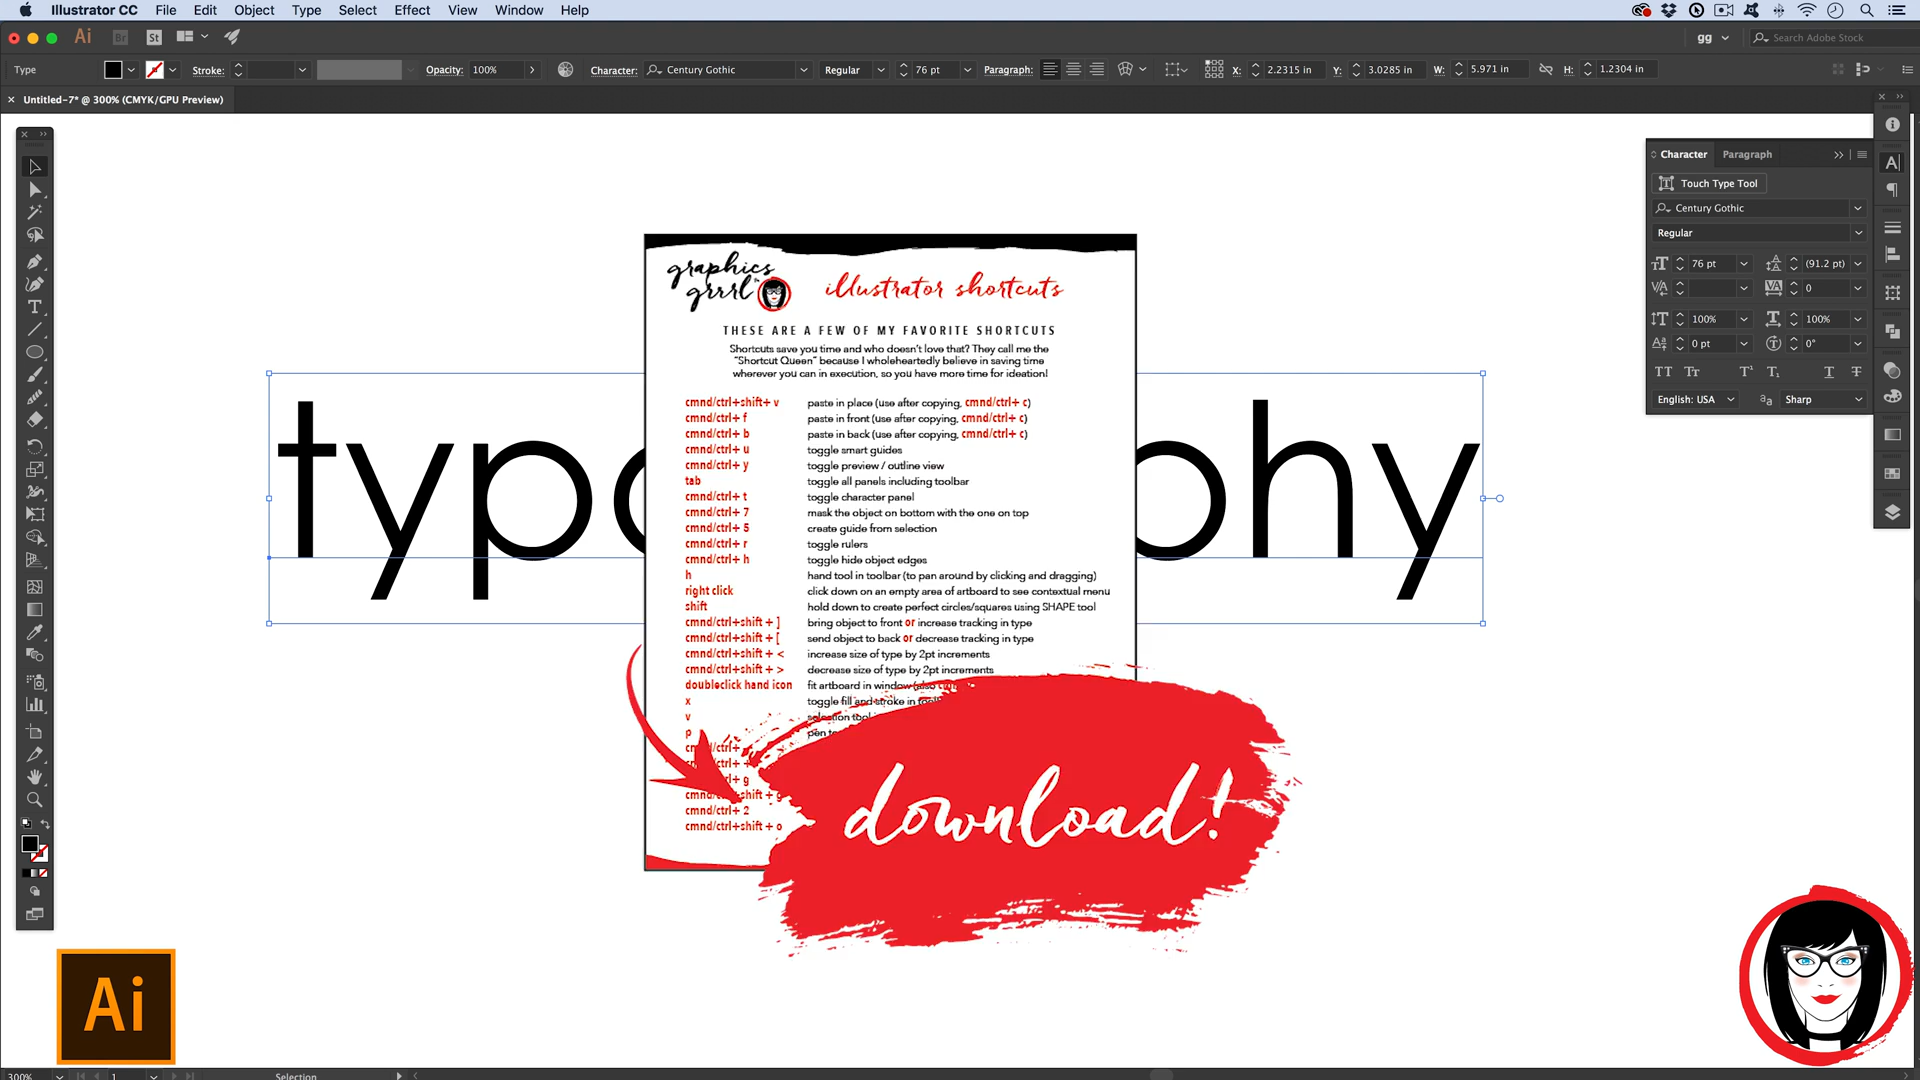 Illustrator CC File Edit Object Type Select Effect View Window Help
Ai Br St gg Search Adobe Stock
Type Stroke: Opacity: 100% Character: Century Gothic Regular 76 pt Paragraph: X: 2.2315 in Y: 3.0285 in W: 5.971 in H: 1.2304 in
Untitled-7* @ 300% (CMYK/GPU Preview)
Character Paragraph
Touch Type Tool
Century Gothic
Regular
76 pt (91.2 pt)
0
100% 100%
0 pt 0°
English: USA Sharp
graphics
grrrl
illustrator shortcuts
THESE ARE A FEW OF MY FAVORITE SHORTCUTS
Shortcuts save you time and who doesn't love that? They call me the
"Shortcut Queen" because I wholeheartedly believe in saving time
wherever you can in execution, so you have more time for ideation!
cmnd/ctrl+shift+ v paste in place (use after copying, cmnd/ctrl+ c)
cmnd/ctrl+ f paste in front (use after copying, cmnd/ctrl+ c)
cmnd/ctrl+ b paste in back (use after copying, cmnd/ctrl+ c)
cmnd/ctrl+ u toggle smart guides
cmnd/ctrl+ y toggle preview / outline view
tab toggle all panels including toolbar
cmnd/ctrl+ t toggle character panel
cmnd/ctrl+ 7 mask the object on bottom with the one on top
cmnd/ctrl+ 5 create guide from selection
cmnd/ctrl+ r toggle rulers
cmnd/ctrl+ h toggle hide object edges
h hand tool in toolbar (to pan around by clicking and dragging)
right click click down on an empty area of artboard to see contextual menu
shift hold down to create perfect circles/squares using SHAPE tool
cmnd/ctrl+shift + ] bring object to front or increase tracking in type
cmnd/ctrl+shift + [ send object to back or decrease tracking in type
cmnd/ctrl+shift + < increase size of type by 2pt increments
cmnd/ctrl+shift + > decrease size of type by 2pt increments
doubleclick hand icon fit artboard in window (also
x toggle fill and stroke in
v selection
p pen
cmnd/ctrl+
+ g
+ g
cmnd/ctrl+ 2
cmnd/ctrl+shift + o
typo
phy
download!
Ai
300% 1 Selection